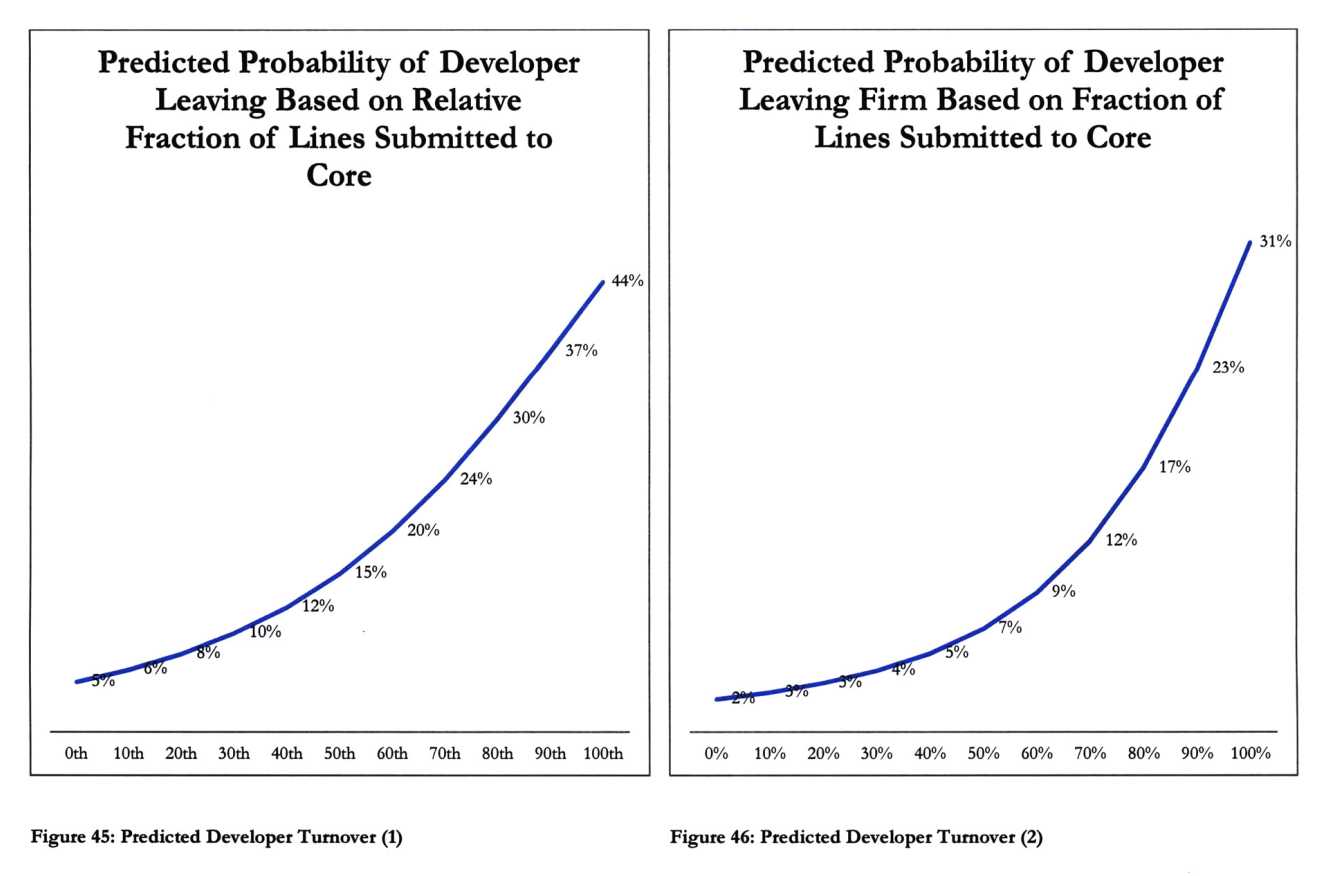 Predicted Probability of Developer
Leaving Based on Relative
Fraction of Lines Submitted to
Core
44%
37%
30%
24%
20%
15%
12%
10%
8%
6%
5%
0th 10th 20th 30th 40th 50th 60th 70th 80th 90th 100th
Figure 45: Predicted Developer Turnover (1)
Predicted Probability of Developer
Leaving Firm Based on Fraction of
Lines Submitted to Core
31%
23%
17%
12%
9%
7%
5%
4%
3%
3%
2%
0% 10% 20% 30% 40% 50% 60% 70% 80% 90% 100%
Figure 46: Predicted Developer Turnover (2)